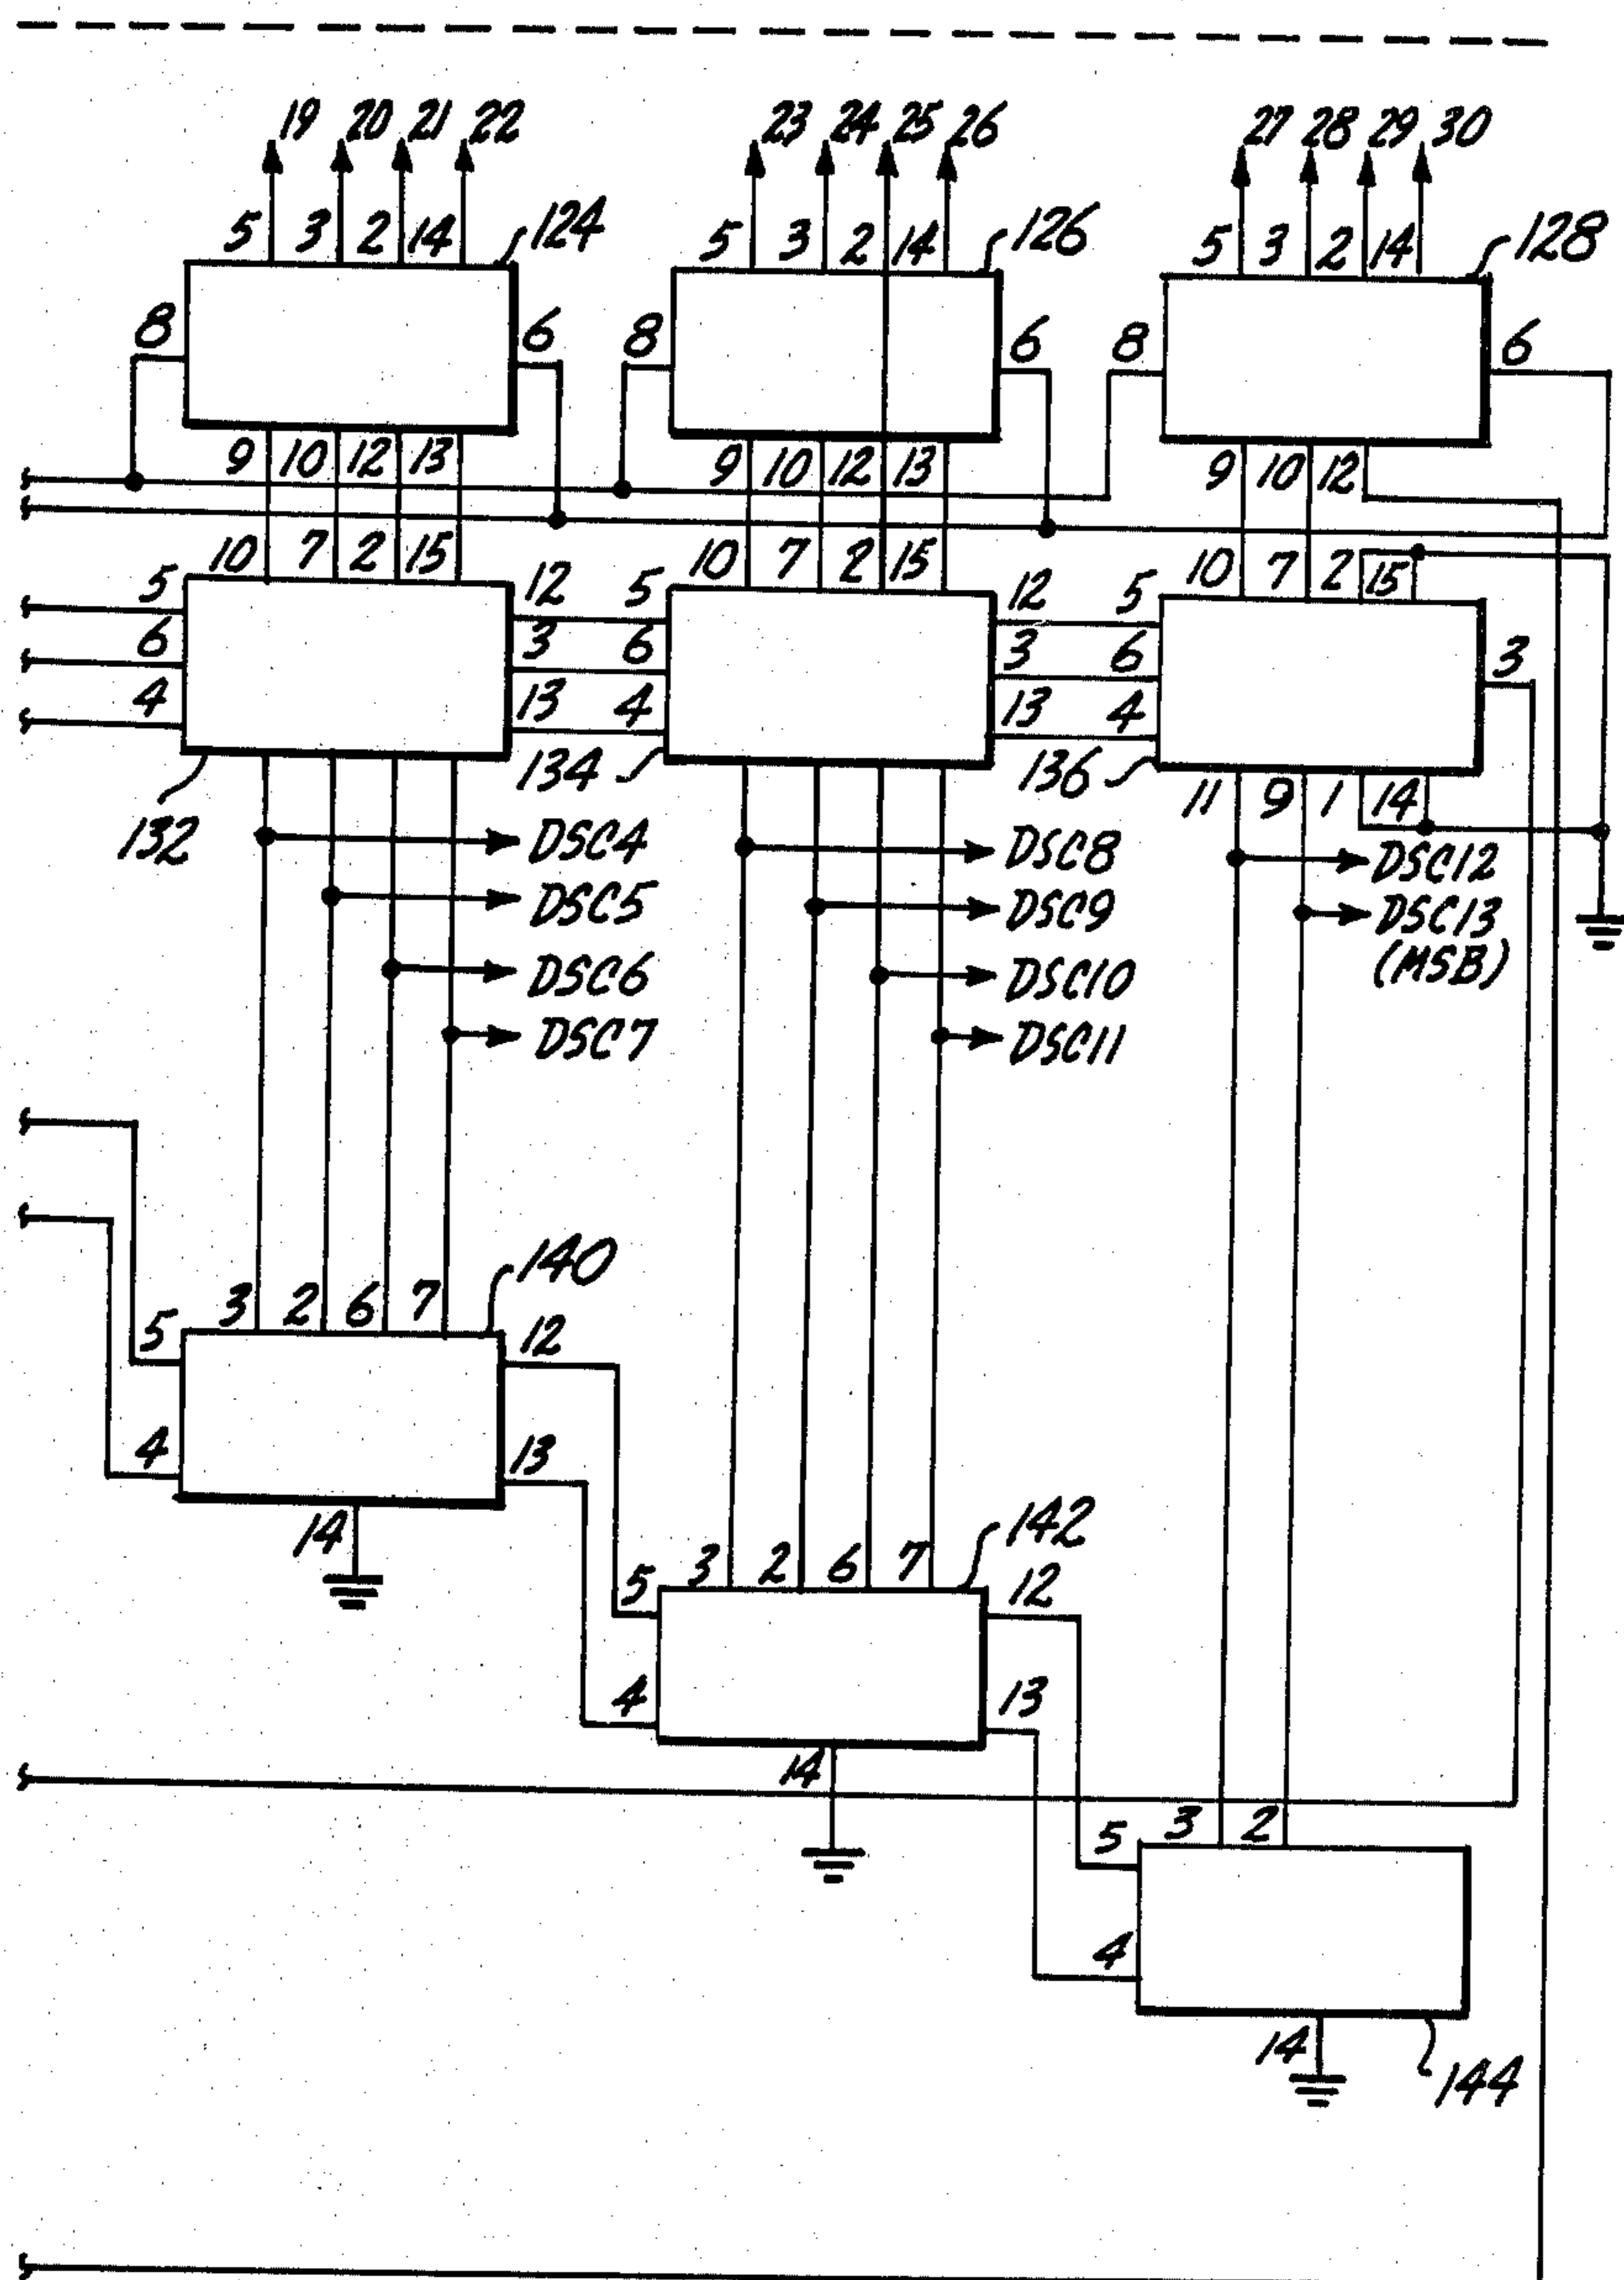 19 20 21 22 23 24 25 26 27 28 29 30
5 3 2 14 124 5 3 2 14 126 5 3 2 14 128
8 6 8 6 8 6
9 10 12 13 9 10 12 13 9 10 12
10 7 2 15 10 7 2 15 10 7 2 15
5 12 5 12 5
6 3 6 3 6 3
4 13 4 13 4
132 134 136 11 9 1 14
DSC4 DSC8 DSC12
DSC5 DSC9 DSC13
(MSB)
DSC6 DSC10
DSC7 DSC11
3 2 6 7 140
5 12
4 13
14
3 2 6 7 142
5 12
4 13
14
3 2
5
4
14 144